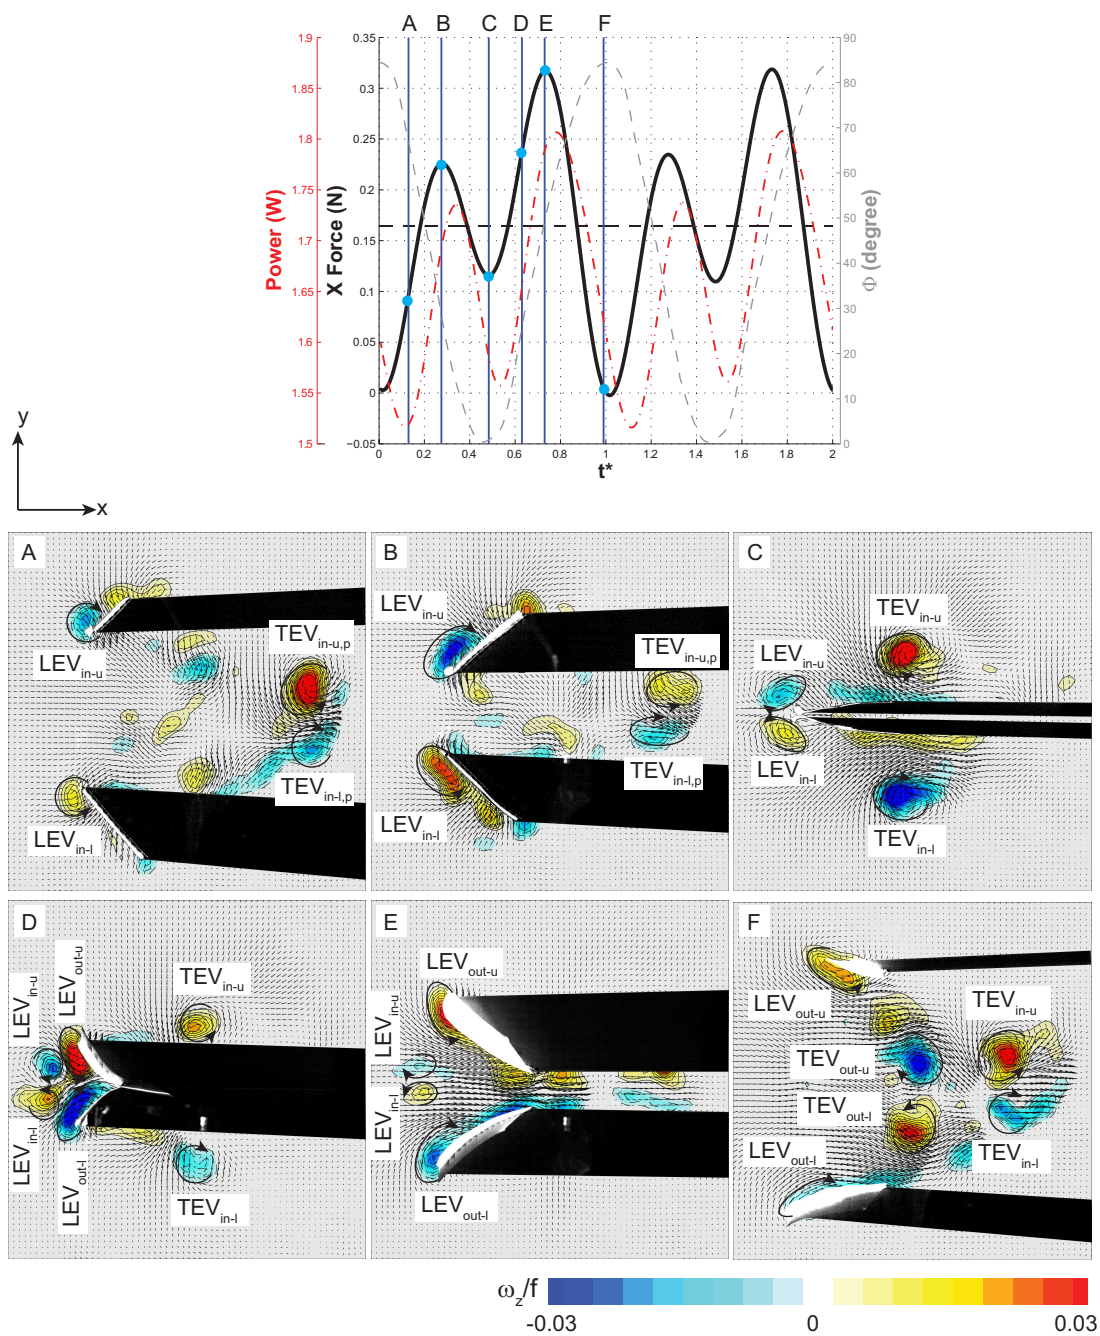 A B C D E F
1.9 0.35 90
1.85 0.3 80
1.8 0.25 70
1.75 0.2 60
50
1.7 0.15 40
1.65 0.1 30
1.6 0.05 20
1.55 0 10
1.5 −0.05 0
Power (W)
X Force (N)
Φ (degree)
0 0.2 0.4 0.6 0.8 1 1.2 1.4 1.6 1.8 2
t*
y
x
A
LEVin-u
TEVin-u,p
TEVin-l,p
LEVin-l
B
LEVin-u
TEVin-u,p
TEVin-l,p
LEVin-l
C
TEVin-u
LEVin-u
LEVin-l
TEVin-l
D
LEVin-u
LEVout-u
TEVin-u
LEVin-l
LEVout-l
TEVin-l
E
LEVout-u
LEVin-u
LEVin-l
LEVout-l
F
LEVout-u
TEVin-u
TEVout-u
TEVout-l
LEVout-l
TEVin-l
ωz/f
-0.03 0 0.03